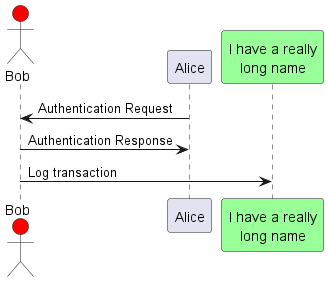 Bob
Alice
I have a really
long name
Authentication Request
Authentication Response
Log transaction
Bob
Alice
I have a really
long name